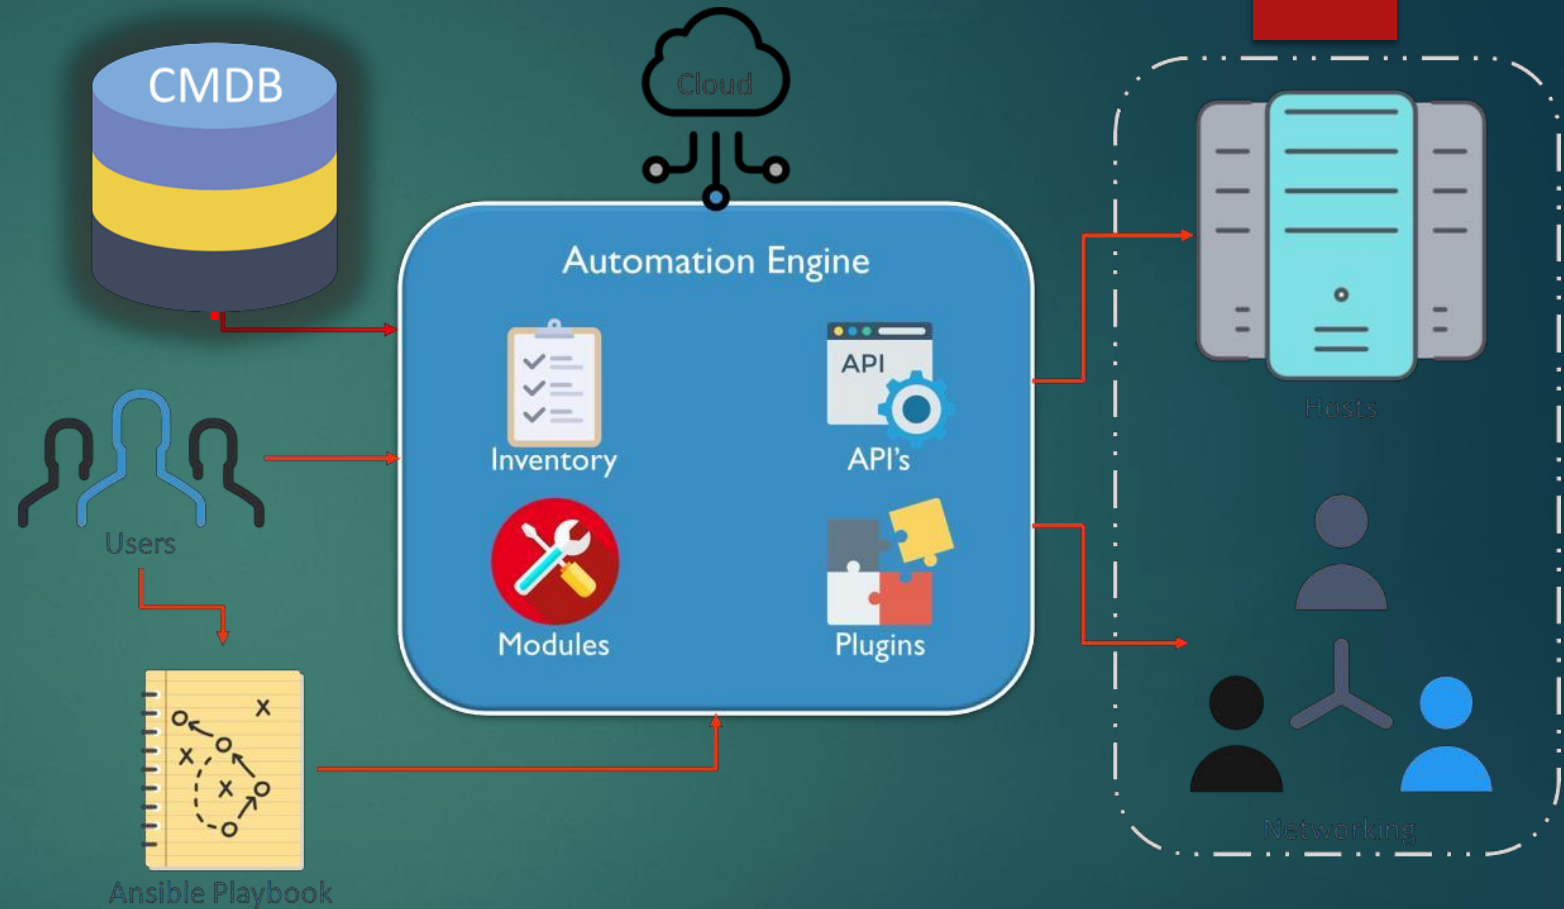 CMDB
Cloud
Automation Engine
API
Inventory
API's
Modules
Plugins
Users
Ansible Playbook
Hosts
Networking